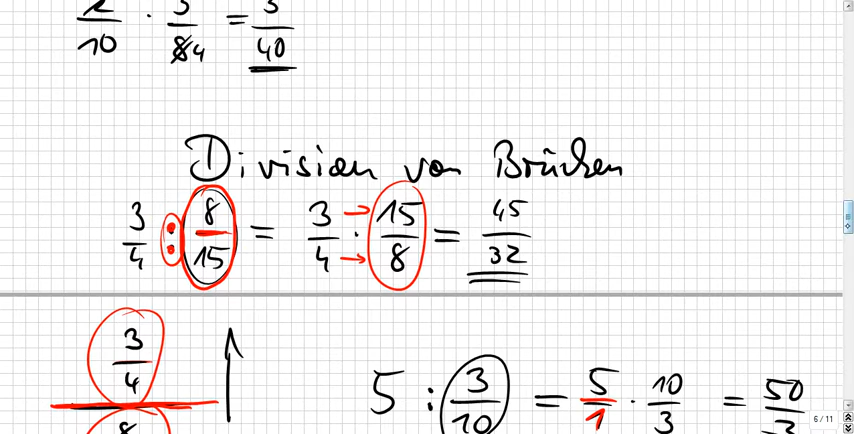 /10 · 3/84 = 3/40
Division von Brüchen
3/4 : 8/15 = 3/4 · 15/8 = 45/32
3/4
8
5 : 3/10 = 5/1 · 10/3 = 50/3
6 / 11